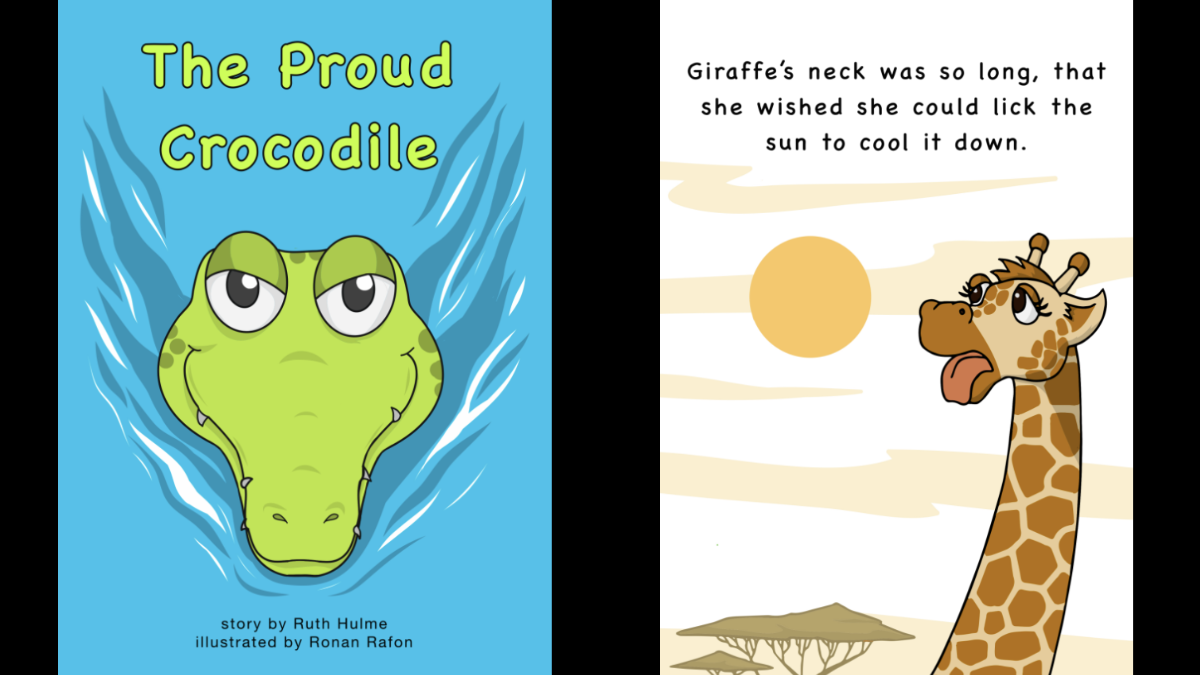 The Proud
Crocodile
story by Ruth Hulme
illustrated by Ronan Rafon
Giraffe's neck was so long, that
she wished she could lick the
sun to cool it down.